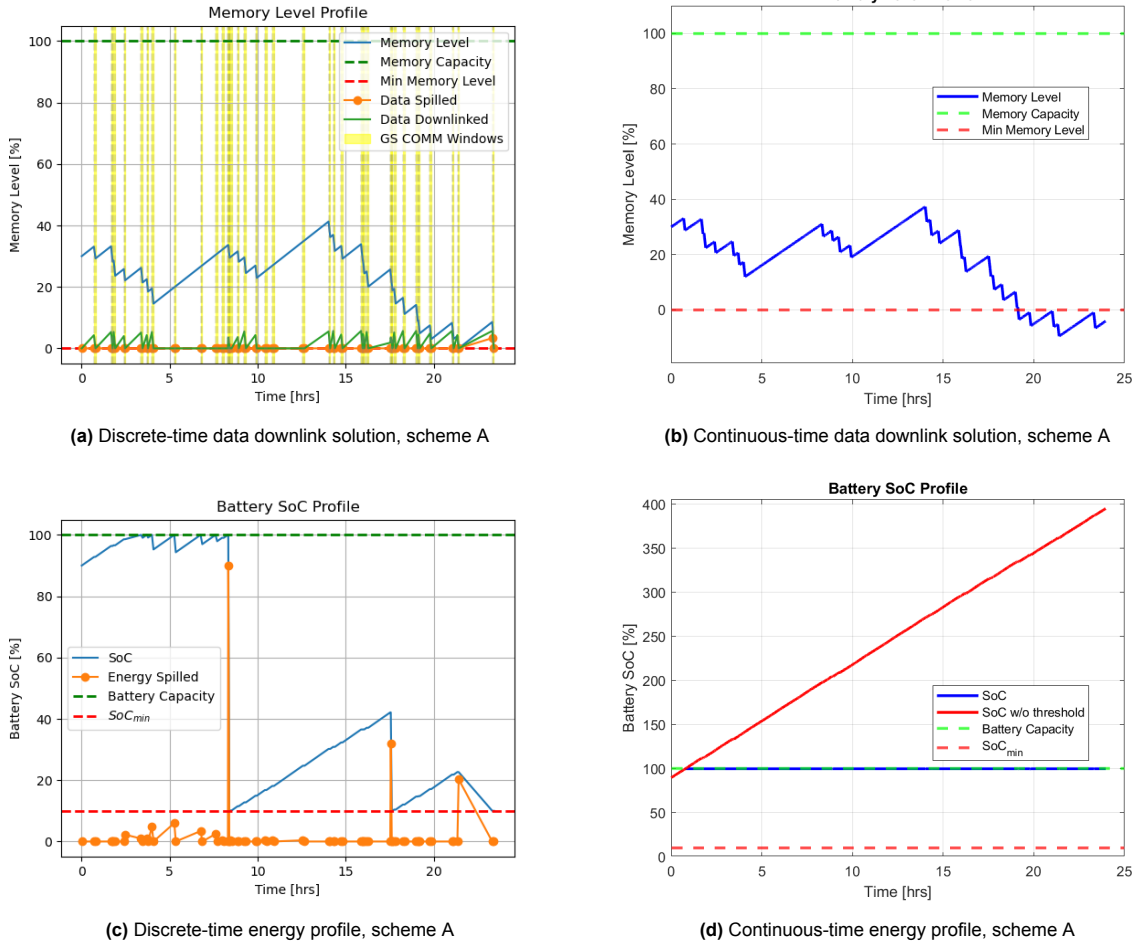 Memory Level Profile
100
80
60
40
20
0
Memory Level [%]
Memory Level
Memory Capacity
Min Memory Level
Data Spilled
Data Downlinked
GS COMM Windows
0 5 10 15 20
Time [hrs]
(a) Discrete-time data downlink solution, scheme A
100
80
60
40
20
0
Memory Level [%]
Memory Level
Memory Capacity
Min Memory Level
0 5 10 15 20 25
Time [hrs]
(b) Continuous-time data downlink solution, scheme A
Battery SoC Profile
100
80
60
40
20
0
Battery SoC [%]
SoC
Energy Spilled
Battery Capacity
SoC_min
0 5 10 15 20
Time [hrs]
(c) Discrete-time energy profile, scheme A
Battery SoC Profile
400
350
300
250
200
150
100
50
0
Battery SoC [%]
SoC
SoC w/o threshold
Battery Capacity
SoC_min
0 5 10 15 20 25
Time [hrs]
(d) Continuous-time energy profile, scheme A